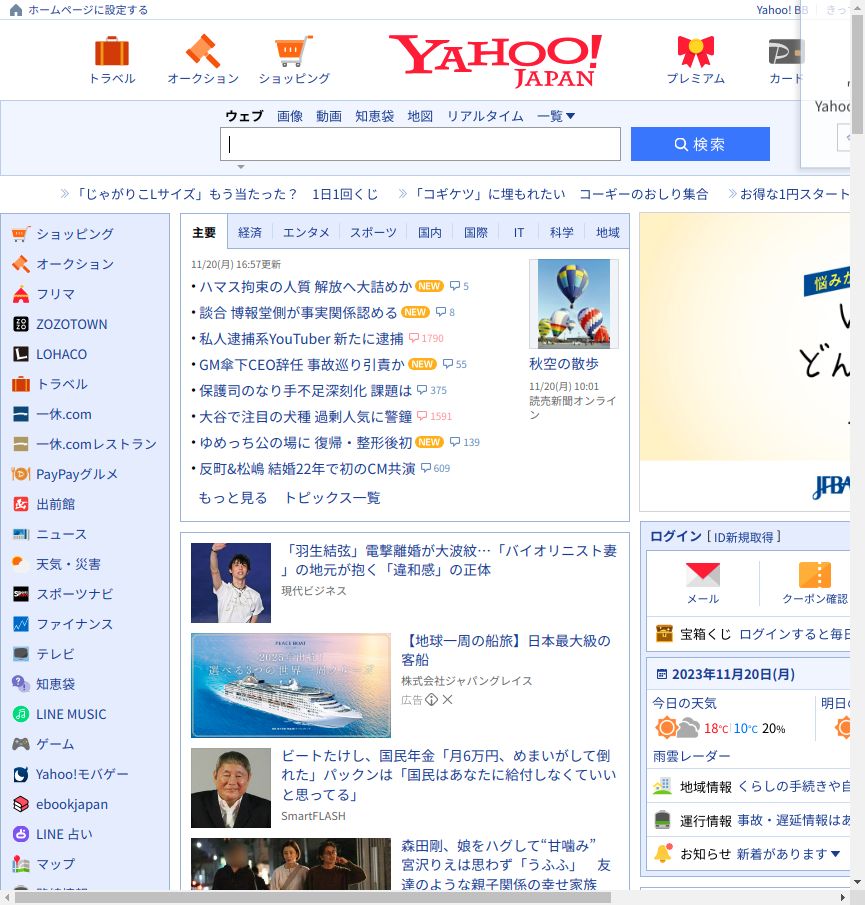 ホームページに設定する
Yahoo! BB
きっ
トラベル
オークション
ショッピング
YAHOO!
JAPAN
プレミアム
カード
Yahoo
ウェブ 画像 動画 知恵袋 地図 リアルタイム 一覧▼
検索
「じゃがりこLサイズ」もう当たった？ 1日1回くじ
「コギケツ」に埋もれたい コーギーのおしり集合
お得な1円スタート
ショッピング
オークション
フリマ
ZOZOTOWN
LOHACO
トラベル
一休.com
一休.comレストラン
PayPayグルメ
出前館
ニュース
天気・災害
スポーツナビ
ファイナンス
テレビ
知恵袋
LINE MUSIC
ゲーム
Yahoo!モバゲー
ebookjapan
LINE 占い
マップ
主要 経済 エンタメ スポーツ 国内 国際 IT 科学 地域
11/20(月) 16:57更新
・ハマス拘束の人質 解放へ大詰めか NEW 5
・談合 博報堂側が事実関係認める NEW 8
・私人逮捕系YouTuber 新たに逮捕 1790
・GM傘下CEO辞任 事故巡り引責か NEW 55
・保護司のなり手不足深刻化 課題は 375
・大谷で注目の犬種 過剰人気に警鐘 1591
・ゆめっち公の場に 復帰・整形後初 NEW 139
・反町&松嶋 結婚22年で初のCM共演 609
もっと見る トピックス一覧
秋空の散歩
11/20(月) 10:01
読売新聞オンライ
ン
「羽生結弦」電撃離婚が大波紋…「バイオリニスト妻
」の地元が抱く「違和感」の正体
現代ビジネス
PEACE BOAT
2025年出港!
選べる3つの世界一周クルーズ
【地球一周の船旅】日本最大級の
客船
株式会社ジャパングレイス
広告
ビートたけし、国民年金「月6万円、めまいがして倒
れた」パックンは「国民はあなたに給付しなくていい
と思ってる」
SmartFLASH
森田剛、娘をハグして“甘噛み”
宮沢りえは思わず「うふふ」 友
達のような親子関係の幸せ家族
悩みか
どん
JFBA
ログイン [ ID新規取得 ]
メール
クーポン確認
宝箱くじ ログインすると毎日
2023年11月20日(月)
今日の天気
明日の
18℃ 10℃ 20%
雨雲レーダー
地域情報 くらしの手続きや自
運行情報 事故・遅延情報はあ
お知らせ 新着があります▼